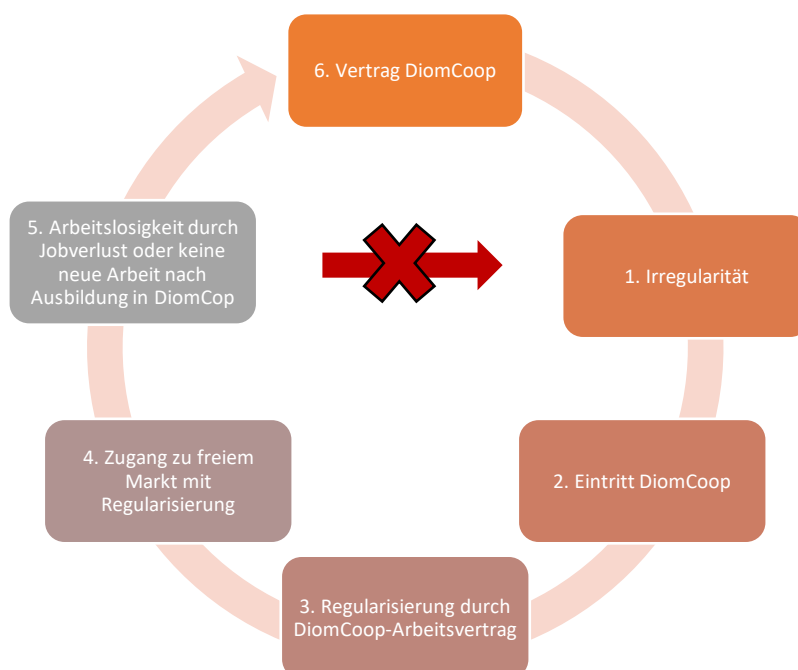 6. Vertrag DiomCoop
1. Irregularität
2. Eintritt DiomCoop
3. Regularisierung durch
DiomCoop-Arbeitsvertrag
4. Zugang zu freiem
Markt mit
Regularisierung
5. Arbeitslosigkeit durch
Jobverlust oder keine
neue Arbeit nach
Ausbildung in DiomCop